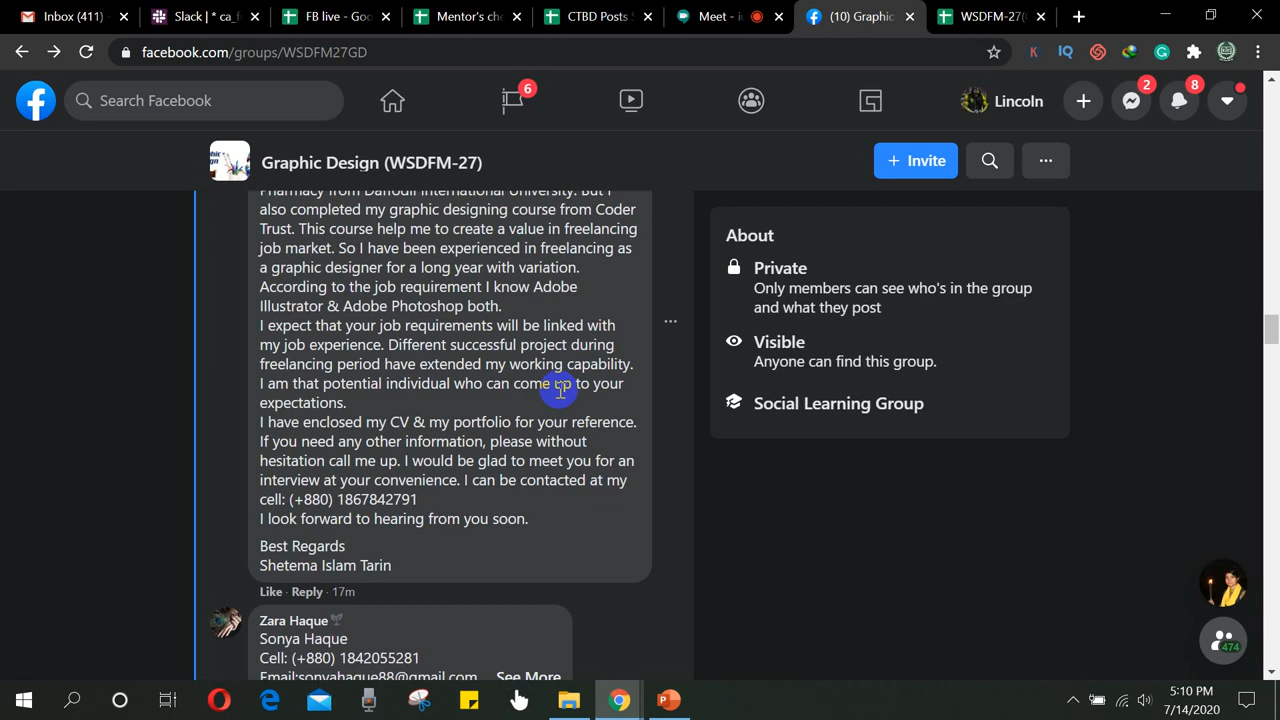 Inbox (411)
Slack | * ca_f
FB live - Goo
Mentor's che
CTBD Posts S
Meet - i
(10) Graphic
WSDFM-27(
facebook.com/groups/WSDFM27GD
Search Facebook
6
Lincoln
2
8
Graphic Design (WSDFM-27)
+ Invite
Pharmacy from Daffodil International University. But I
also completed my graphic designing course from Coder
Trust. This course help me to create a value in freelancing
job market. So I have been experienced in freelancing as
a graphic designer for a long year with variation.
According to the job requirement I know Adobe
Illustrator & Adobe Photoshop both.
I expect that your job requirements will be linked with
my job experience. Different successful project during
freelancing period have extended my working capability.
I am that potential individual who can come up to your
expectations.
I have enclosed my CV & my portfolio for your reference.
If you need any other information, please without
hesitation call me up. I would be glad to meet you for an
interview at your convenience. I can be contacted at my
cell: (+880) 1867842791
I look forward to hearing from you soon.
Best Regards
Shetema Islam Tarin
Like · Reply · 17m
Zara Haque
Sonya Haque
Cell: (+880) 1842055281
Email:sonyahaque88@gmail.com
See More
About
Private
Only members can see who's in the group
and what they post
Visible
Anyone can find this group.
Social Learning Group
474
5:10 PM
7/14/2020